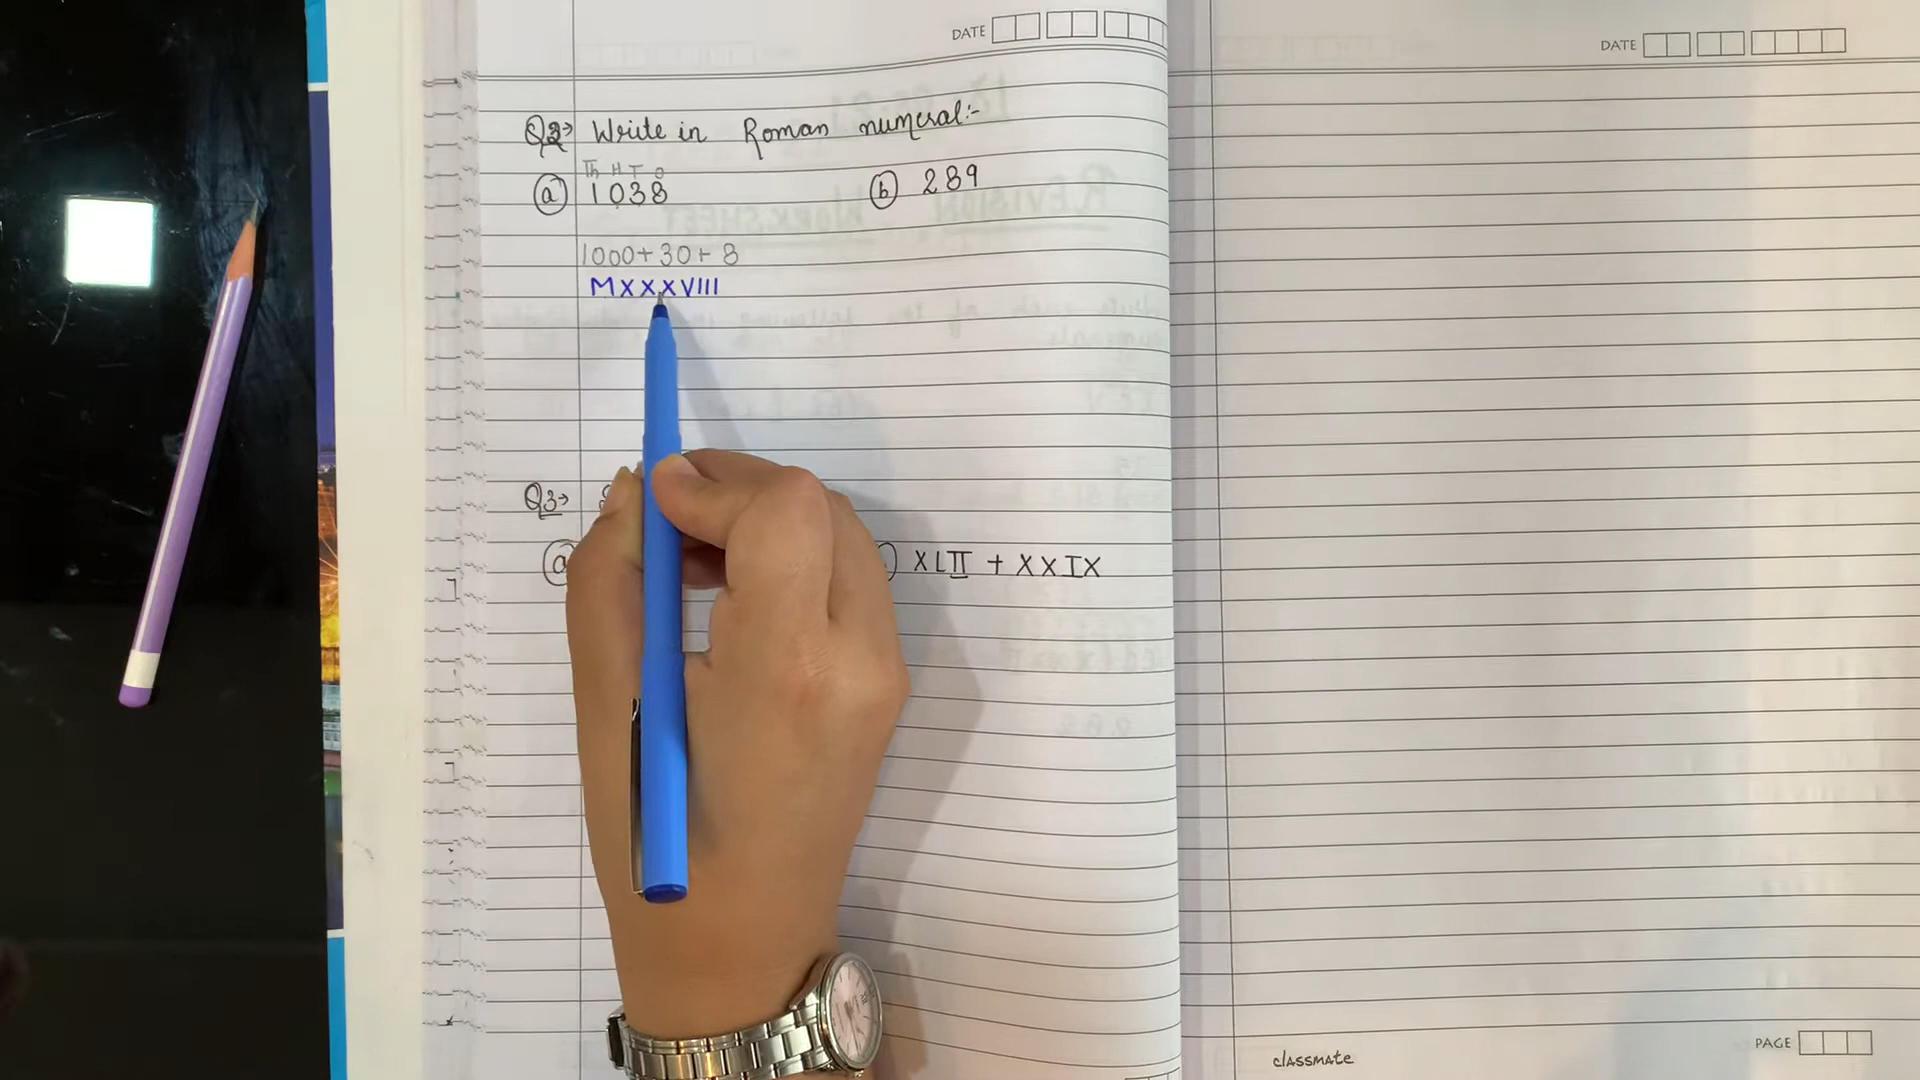 DATE
DATE
Q2→ Write in Roman numeral:-
Th H T O
(a) 1038 (b) 289
1000+30+8
MXXXVIII
Q3→
(a) XLII + XXIX
PAGE
classmate